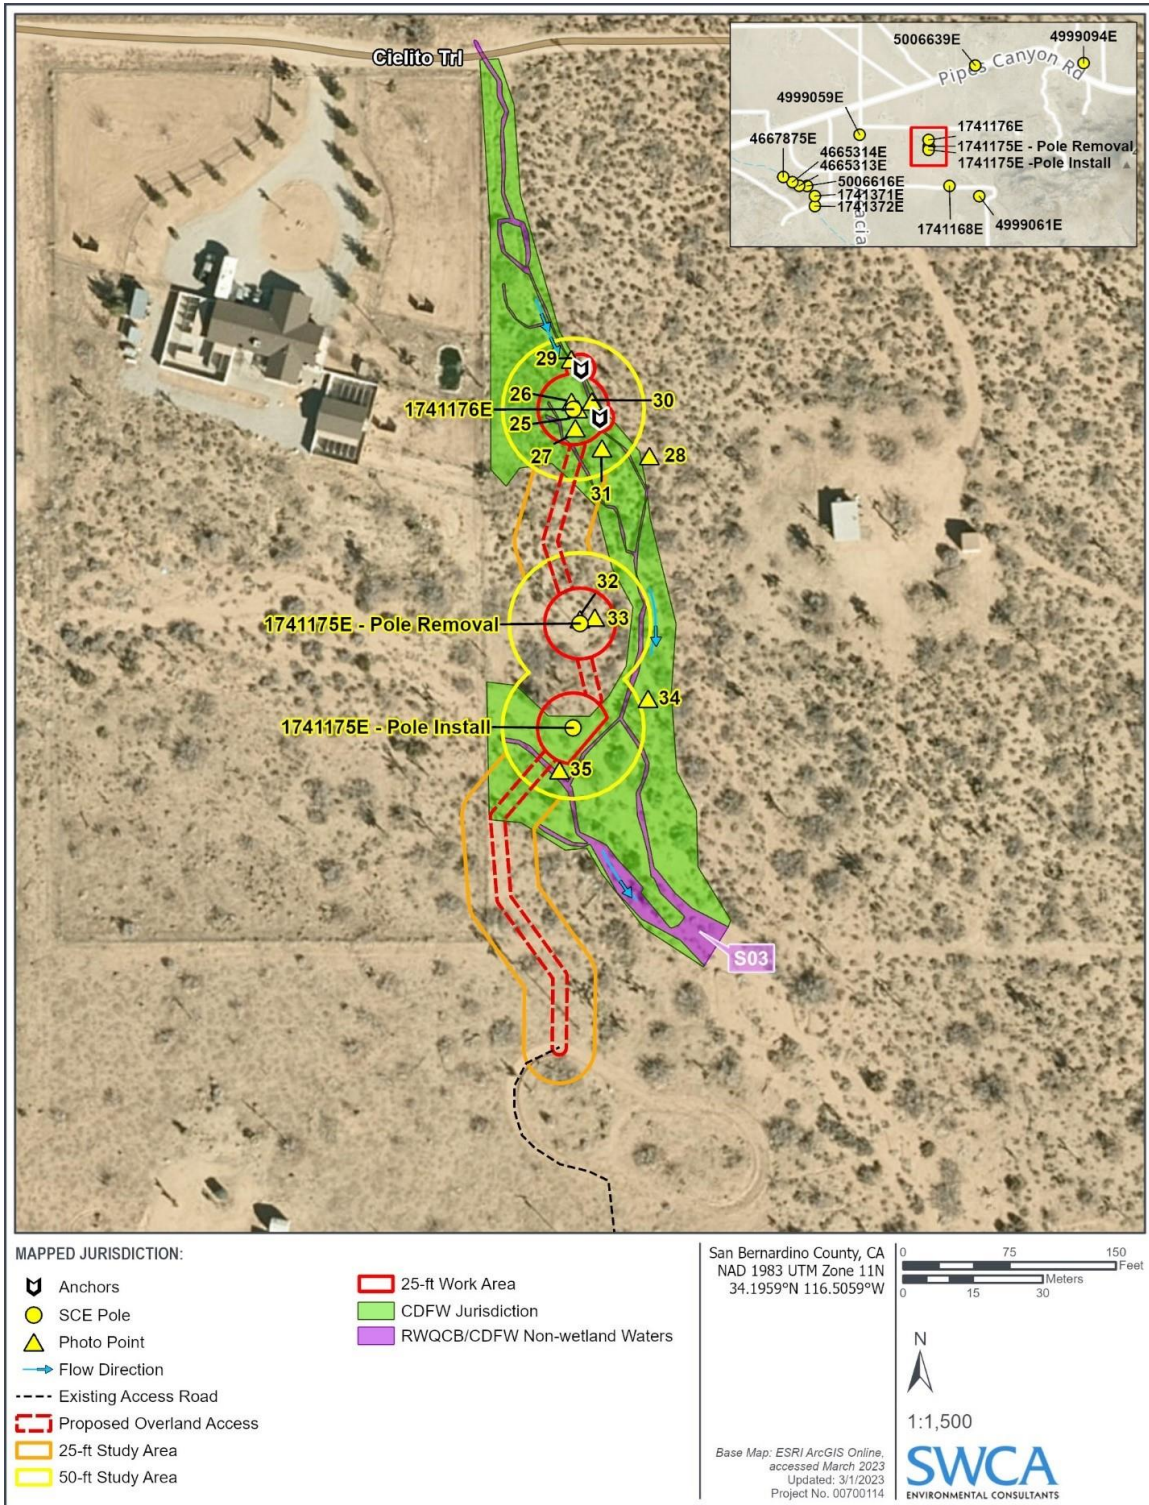 Cielito Trl
5006639E
4999094E
Pipes Canyon Rd
4999059E
1741176E
4667875E
1741175E - Pole Removal
4665314E
4665313E
1741175E -Pole Install
5006616E
1741371E
1741372E
acia
1741168E
4999061E
29
26
30
1741176E
25
27
28
31
32
1741175E - Pole Removal
33
34
1741175E - Pole Install
35
S03
MAPPED JURISDICTION:
Anchors
SCE Pole
Photo Point
Flow Direction
Existing Access Road
Proposed Overland Access
25-ft Study Area
50-ft Study Area
25-ft Work Area
CDFW Jurisdiction
RWQCB/CDFW Non-wetland Waters
San Bernardino County, CA
NAD 1983 UTM Zone 11N
34.1959°N 116.5059°W
Base Map: ESRI ArcGIS Online,
accessed March 2023
Updated: 3/1/2023
Project No. 00700114
0 75 150
Feet
Meters
0 15 30
N
1:1,500
SWCA
ENVIRONMENTAL CONSULTANTS